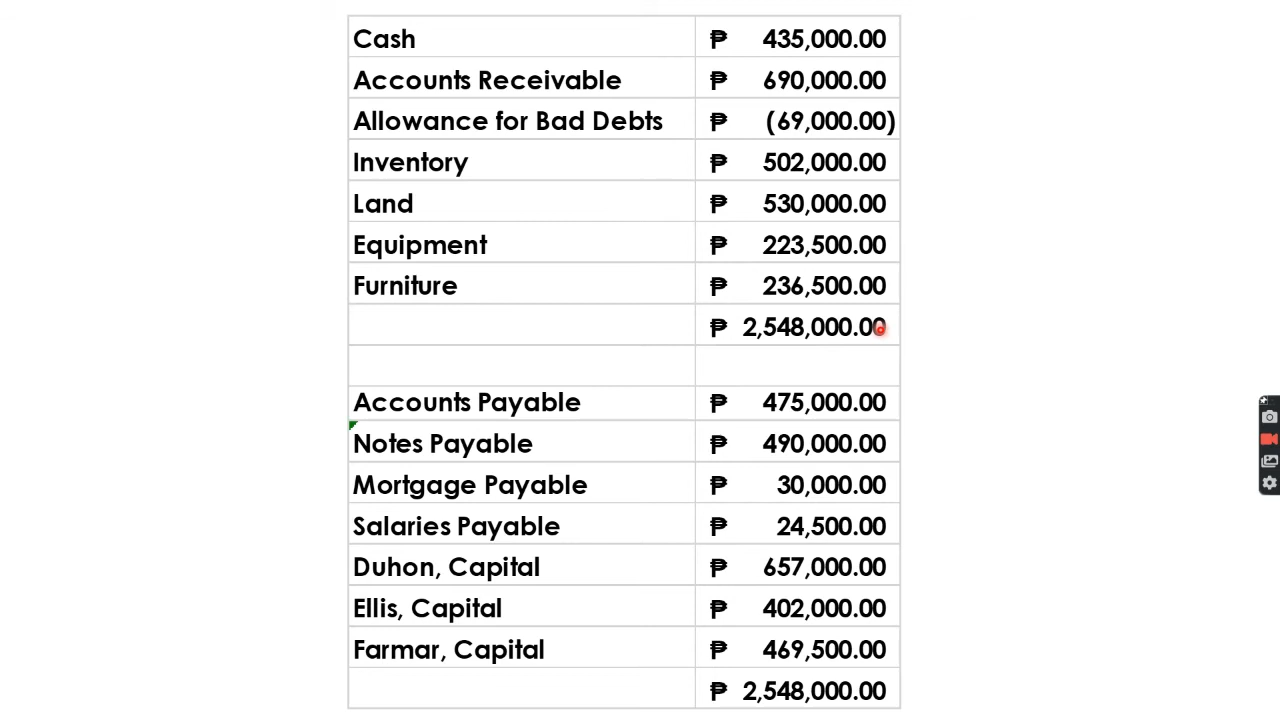 Cash ₱ 435,000.00
Accounts Receivable ₱ 690,000.00
Allowance for Bad Debts ₱ (69,000.00)
Inventory ₱ 502,000.00
Land ₱ 530,000.00
Equipment ₱ 223,500.00
Furniture ₱ 236,500.00
₱ 2,548,000.00
Accounts Payable ₱ 475,000.00
Notes Payable ₱ 490,000.00
Mortgage Payable ₱ 30,000.00
Salaries Payable ₱ 24,500.00
Duhon, Capital ₱ 657,000.00
Ellis, Capital ₱ 402,000.00
Farmar, Capital ₱ 469,500.00
₱ 2,548,000.00